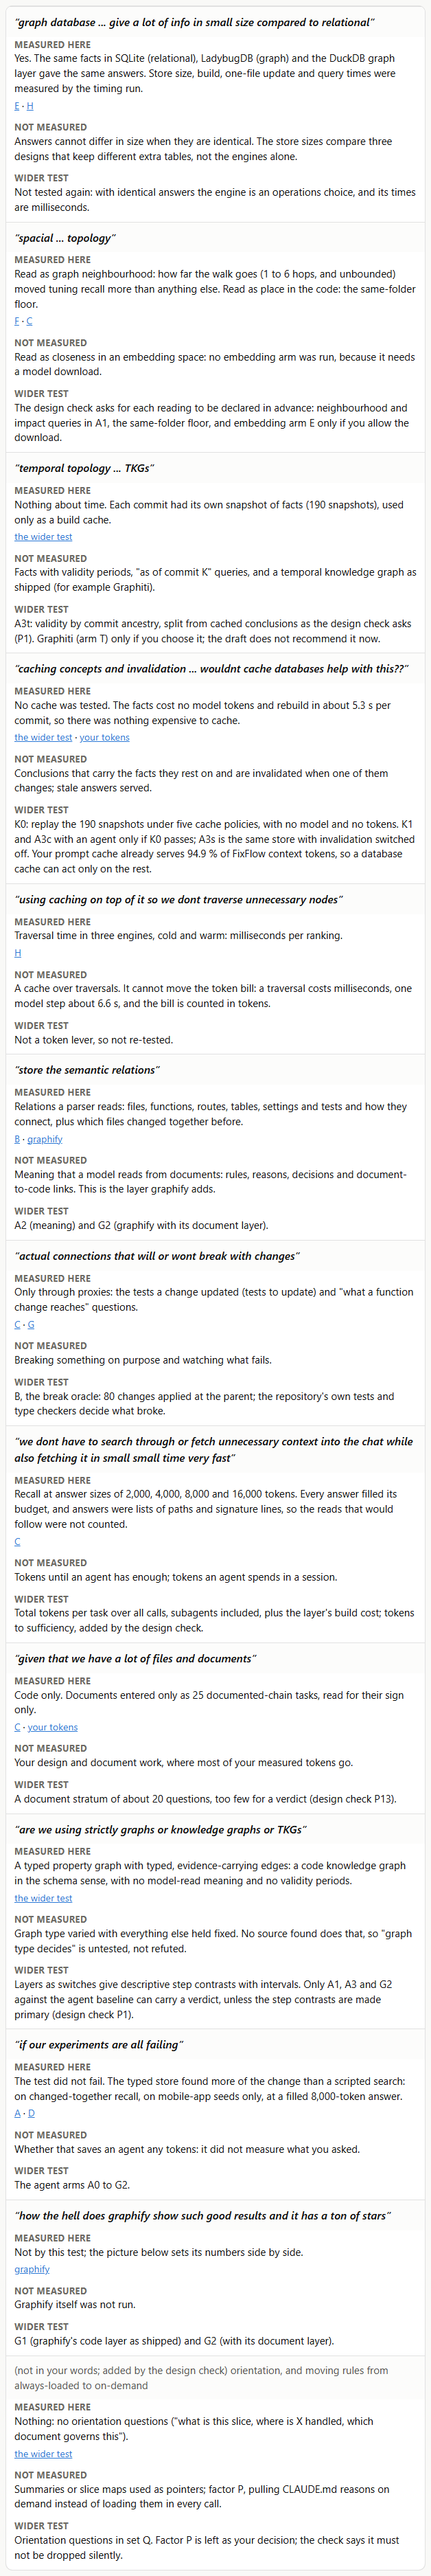 "graph database ... give a lot of info in small size compared to relational"
MEASURED HERE
Yes. The same facts in SQLite (relational), LadybugDB (graph) and the DuckDB graph
layer gave the same answers. Store size, build, one-file update and query times were
measured by the timing run.
E · H
NOT MEASURED
Answers cannot differ in size when they are identical. The store sizes compare three
designs that keep different extra tables, not the engines alone.
WIDER TEST
Not tested again: with identical answers the engine is an operations choice, and its times
are milliseconds.
"spacial ... topology"
MEASURED HERE
Read as graph neighbourhood: how far the walk goes (1 to 6 hops, and unbounded)
moved tuning recall more than anything else. Read as place in the code: the same-folder
floor.
F · C
NOT MEASURED
Read as closeness in an embedding space: no embedding arm was run, because it needs
a model download.
WIDER TEST
The design check asks for each reading to be declared in advance: neighbourhood and
impact queries in A1, the same-folder floor, and embedding arm E only if you allow the
download.
"temporal topology ... TKGs"
MEASURED HERE
Nothing about time. Each commit had its own snapshot of facts (190 snapshots), used
only as a build cache.
the wider test
NOT MEASURED
Facts with validity periods, "as of commit K" queries, and a temporal knowledge graph as
shipped (for example Graphiti).
WIDER TEST
A3t: validity by commit ancestry, split from cached conclusions as the design check asks
(P1). Graphiti (arm T) only if you choose it; the draft does not recommend it now.
"caching concepts and invalidation ... wouldnt cache databases help with this??"
MEASURED HERE
No cache was tested. The facts cost no model tokens and rebuild in about 5.3 s per
commit, so there was nothing expensive to cache.
the wider test · your tokens
NOT MEASURED
Conclusions that carry the facts they rest on and are invalidated when one of them
changes; stale answers served.
WIDER TEST
K0: replay the 190 snapshots under five cache policies, with no model and no tokens. K1
and A3c with an agent only if K0 passes; A3s is the same store with invalidation switched
off. Your prompt cache already serves 94.9 % of FixFlow context tokens, so a database
cache can act only on the rest.
"using caching on top of it so we dont traverse unnecessary nodes"
MEASURED HERE
Traversal time in three engines, cold and warm: milliseconds per ranking.
H
NOT MEASURED
A cache over traversals. It cannot move the token bill: a traversal costs milliseconds, one
model step about 6.6 s, and the bill is counted in tokens.
WIDER TEST
Not a token lever, so not re-tested.
"store the semantic relations"
MEASURED HERE
Relations a parser reads: files, functions, routes, tables, settings and tests and how they
connect, plus which files changed together before.
B · graphify
NOT MEASURED
Meaning that a model reads from documents: rules, reasons, decisions and document-
to-code links. This is the layer graphify adds.
WIDER TEST
A2 (meaning) and G2 (graphify with its document layer).
"actual connections that will or wont break with changes"
MEASURED HERE
Only through proxies: the tests a change updated (tests to update) and "what a function
change reaches" questions.
C · G
NOT MEASURED
Breaking something on purpose and watching what fails.
WIDER TEST
B, the break oracle: 80 changes applied at the parent; the repository's own tests and
type checkers decide what broke.
"we dont have to search through or fetch unnecessary context into the chat while
also fetching it in small small time very fast"
MEASURED HERE
Recall at answer sizes of 2,000, 4,000, 8,000 and 16,000 tokens. Every answer filled its
budget, and answers were lists of paths and signature lines, so the reads that would
follow were not counted.
C
NOT MEASURED
Tokens until an agent has enough; tokens an agent spends in a session.
WIDER TEST
Total tokens per task over all calls, subagents included, plus the layer's build cost; tokens
to sufficiency, added by the design check.
"given that we have a lot of files and documents"
MEASURED HERE
Code only. Documents entered only as 25 documented-chain tasks, read for their sign
only.
C · your tokens
NOT MEASURED
Your design and document work, where most of your measured tokens go.
WIDER TEST
A document stratum of about 20 questions, too few for a verdict (design check P13).
"are we using strictly graphs or knowledge graphs or TKGs"
MEASURED HERE
A typed property graph with typed, evidence-carrying edges: a code knowledge graph
in the schema sense, with no model-read meaning and no validity periods.
the wider test
NOT MEASURED
Graph type varied with everything else held fixed. No source found does that, so "graph
type decides" is untested, not refuted.
WIDER TEST
Layers as switches give descriptive step contrasts with intervals. Only A1, A3 and G2
against the agent baseline can carry a verdict, unless the step contrasts are made
primary (design check P1).
"if our experiments are all failing"
MEASURED HERE
The test did not fail. The typed store found more of the change than a scripted search:
on changed-together recall, on mobile-app seeds only, at a filled 8,000-token answer.
A · D
NOT MEASURED
Whether that saves an agent any tokens: it did not measure what you asked.
WIDER TEST
The agent arms A0 to G2.
"how the hell does graphify show such good results and it has a ton of stars"
MEASURED HERE
Not by this test; the picture below sets its numbers side by side.
graphify
NOT MEASURED
Graphify itself was not run.
WIDER TEST
G1 (graphify's code layer as shipped) and G2 (with its document layer).
(not in your words; added by the design check) orientation, and moving rules from
always-loaded to on-demand
MEASURED HERE
Nothing: no orientation questions ("what is this slice, where is X handled, which
document governs this").
the wider test
NOT MEASURED
Summaries or slice maps used as pointers; factor P, pulling CLAUDE.md reasons on
demand instead of loading them in every call.
WIDER TEST
Orientation questions in set Q. Factor P is left as your decision; the check says it must
not be dropped silently.